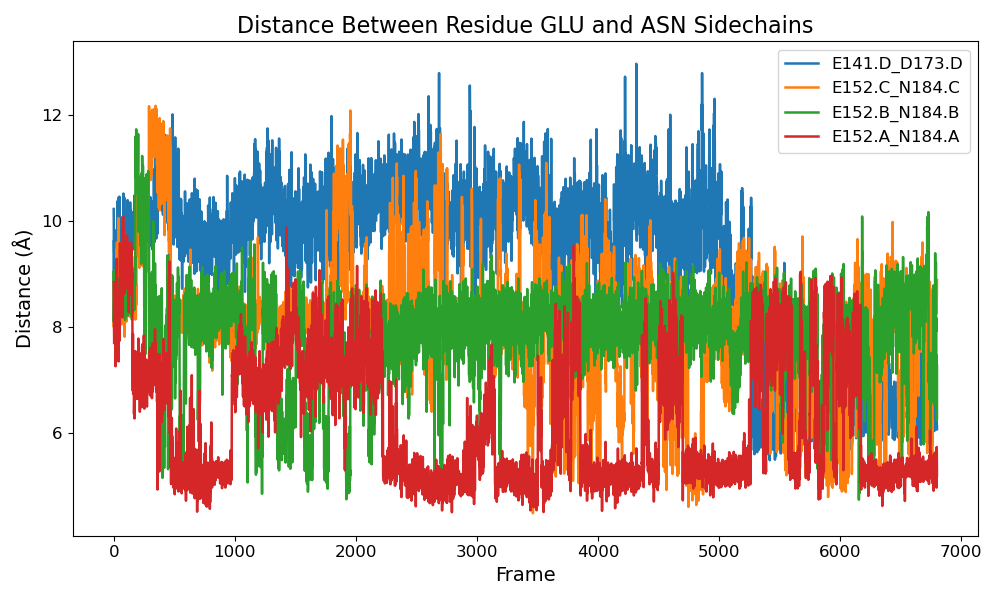 Distance Between Residue GLU and ASN Sidechains
E141.D_D173.D
E152.C_N184.C
E152.B_N184.B
E152.A_N184.A
Distance (Å)
12
10
8
6
0 1000 2000 3000 4000 5000 6000 7000
Frame